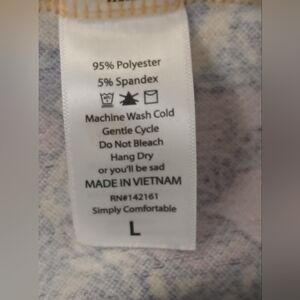 95% Polyester
5% Spandex
Machine Wash Cold
Gentle Cycle
Do Not Bleach
Hang Dry
or you'll be sad
MADE IN VIETNAM
RN#142161
Simply Comfortable
L